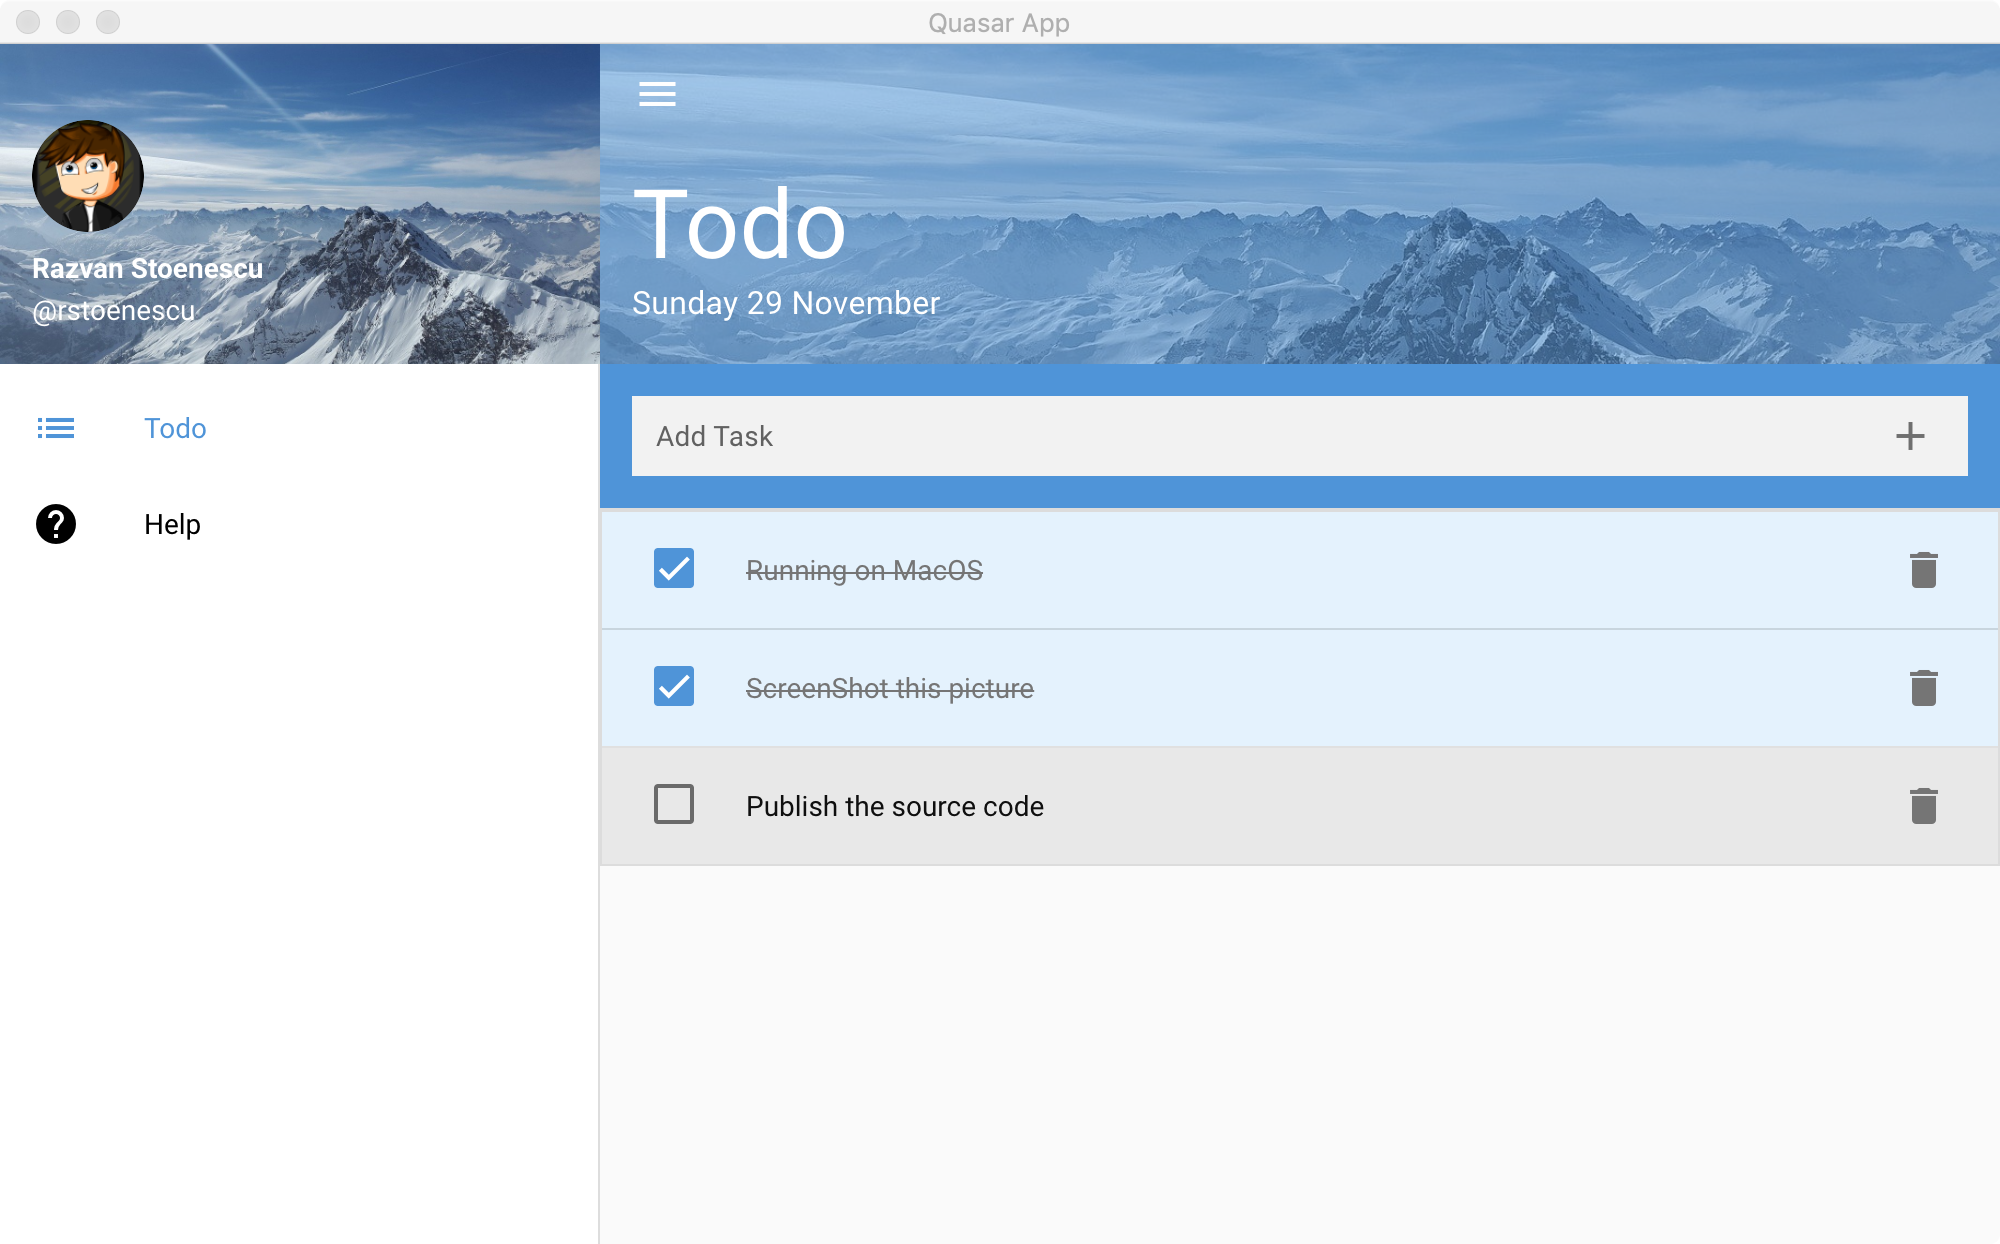 Quasar App
Razvan Stoenescu
@rstoenescu
Todo
Help
Todo
Sunday 29 November
Add Task
Running on MacOS
ScreenShot this picture
Publish the source code